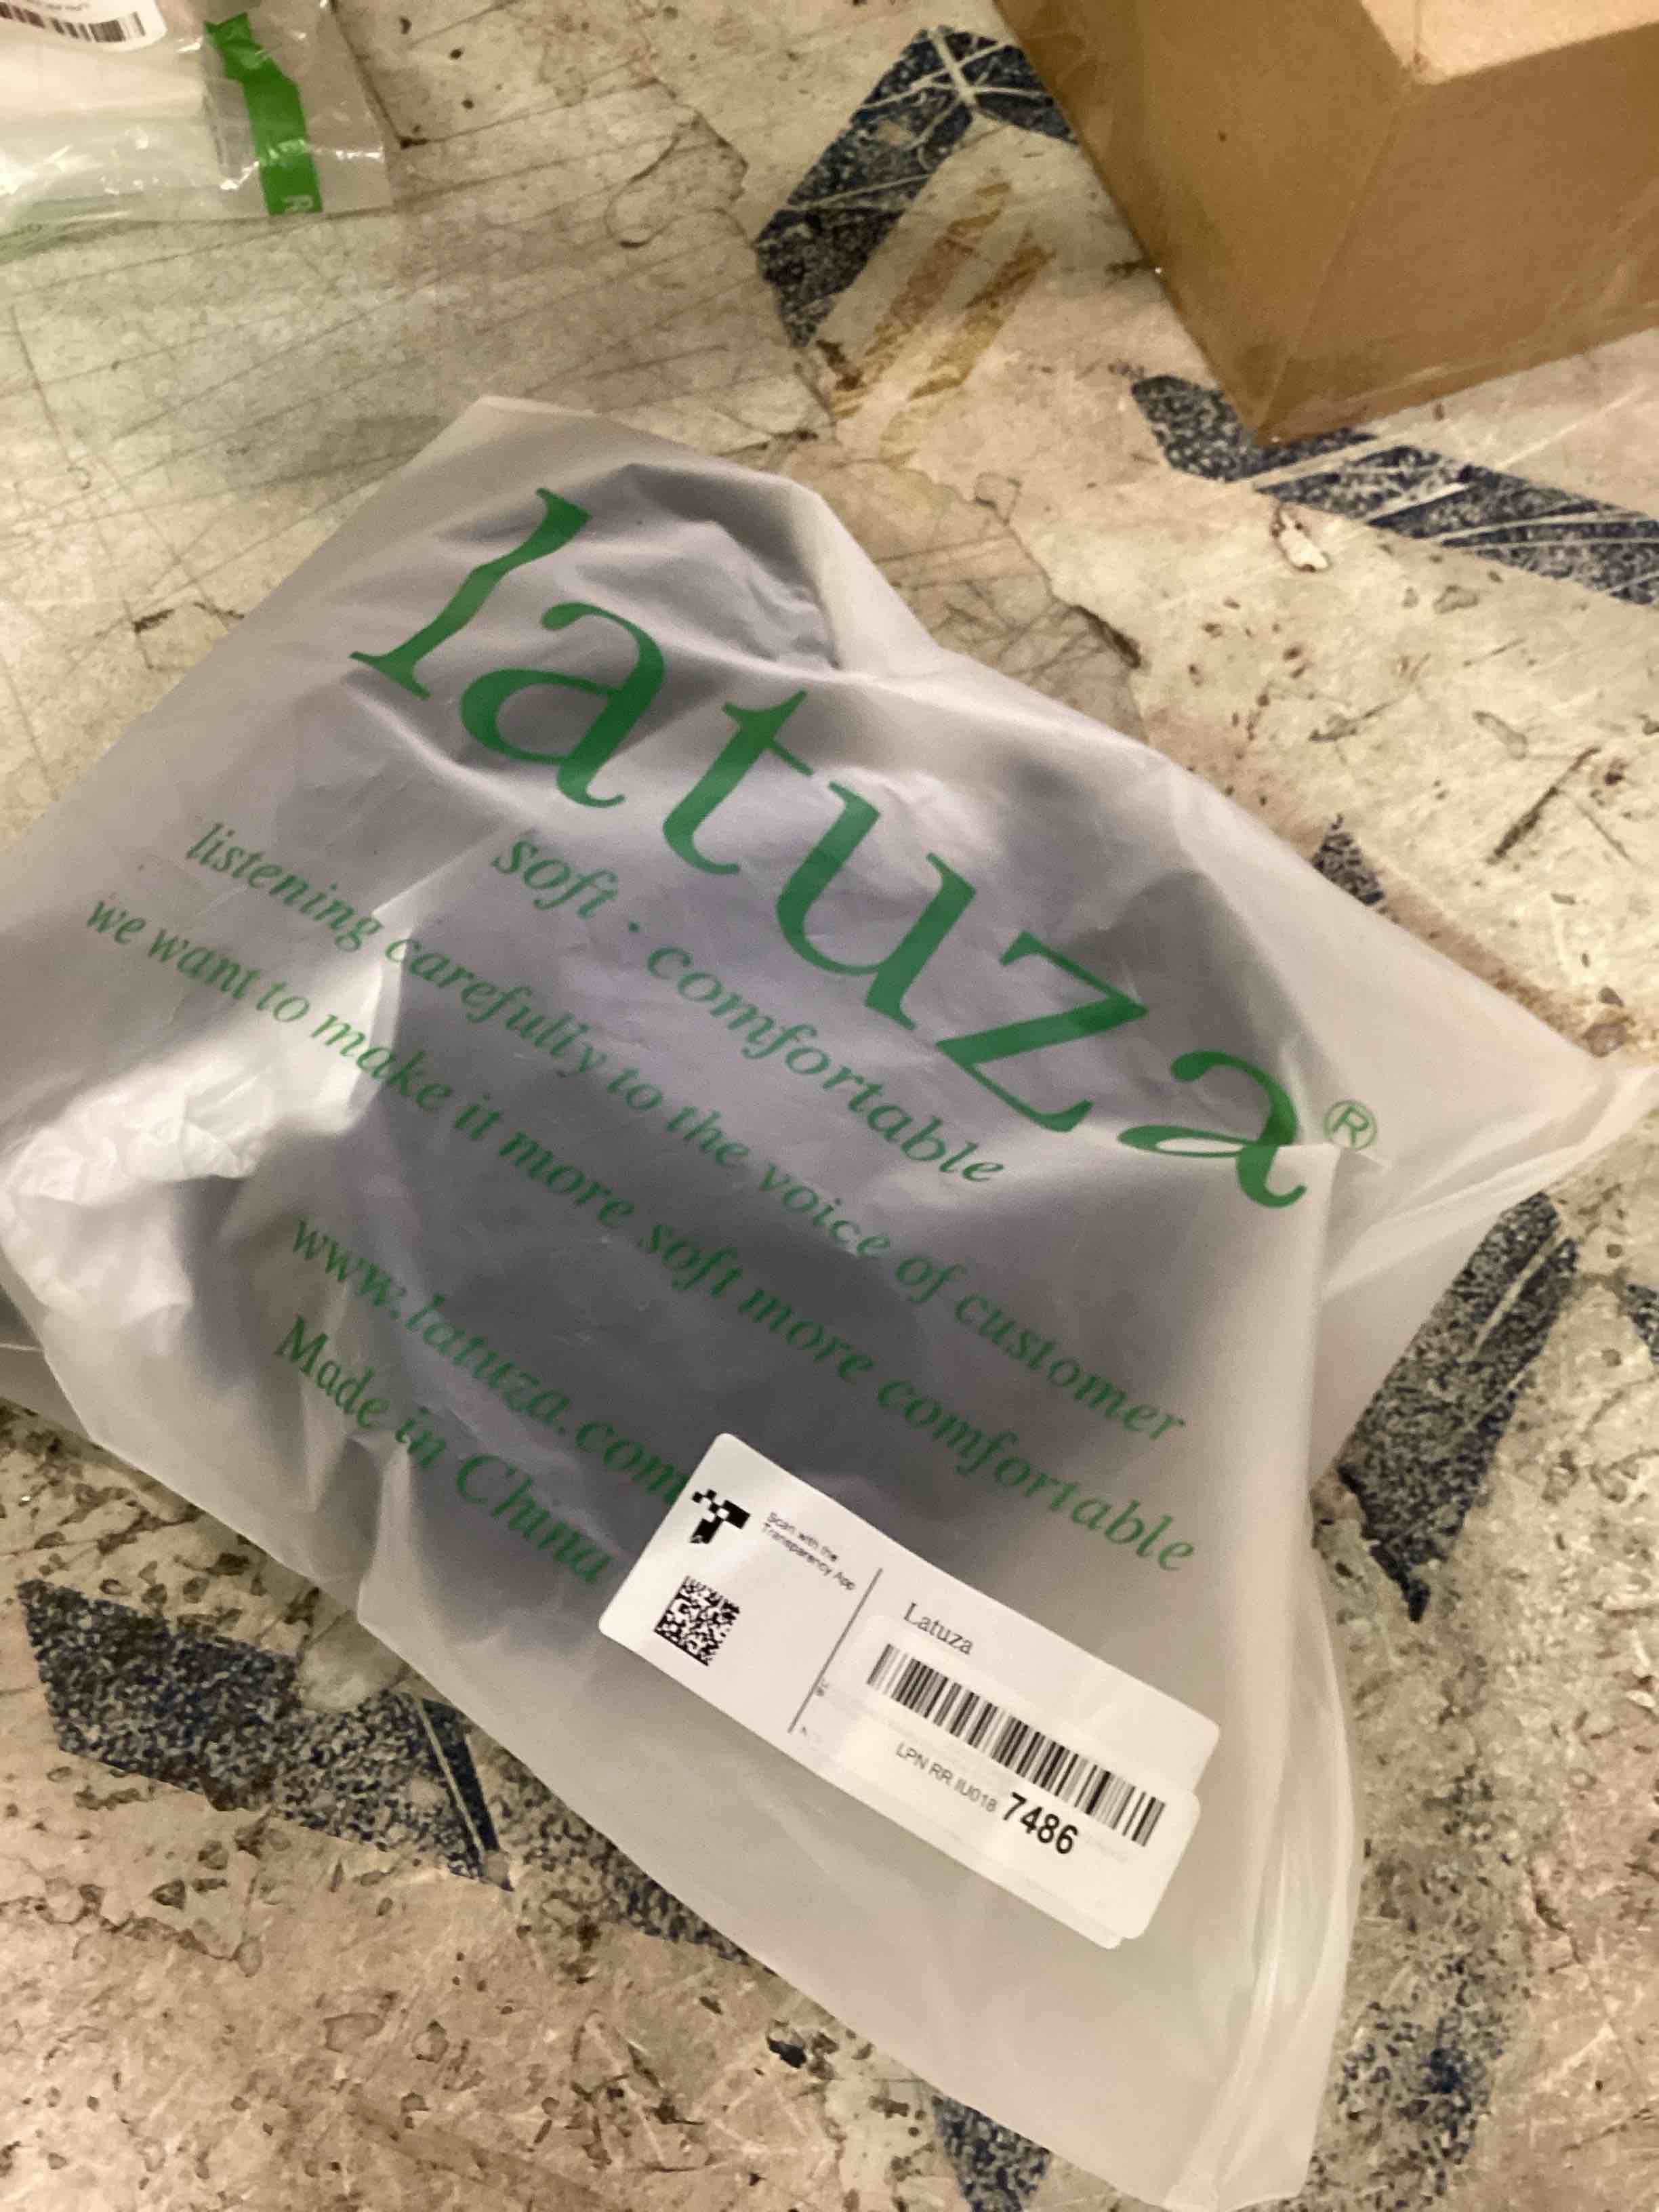 R
latuza®
soft · comfortable
listening carefully to the voice of customer
we want to make it more soft more comfortable
www.latuza.com
Made in China
Scan with the
Transparency App
Latuza
LPN RR IU018 7486